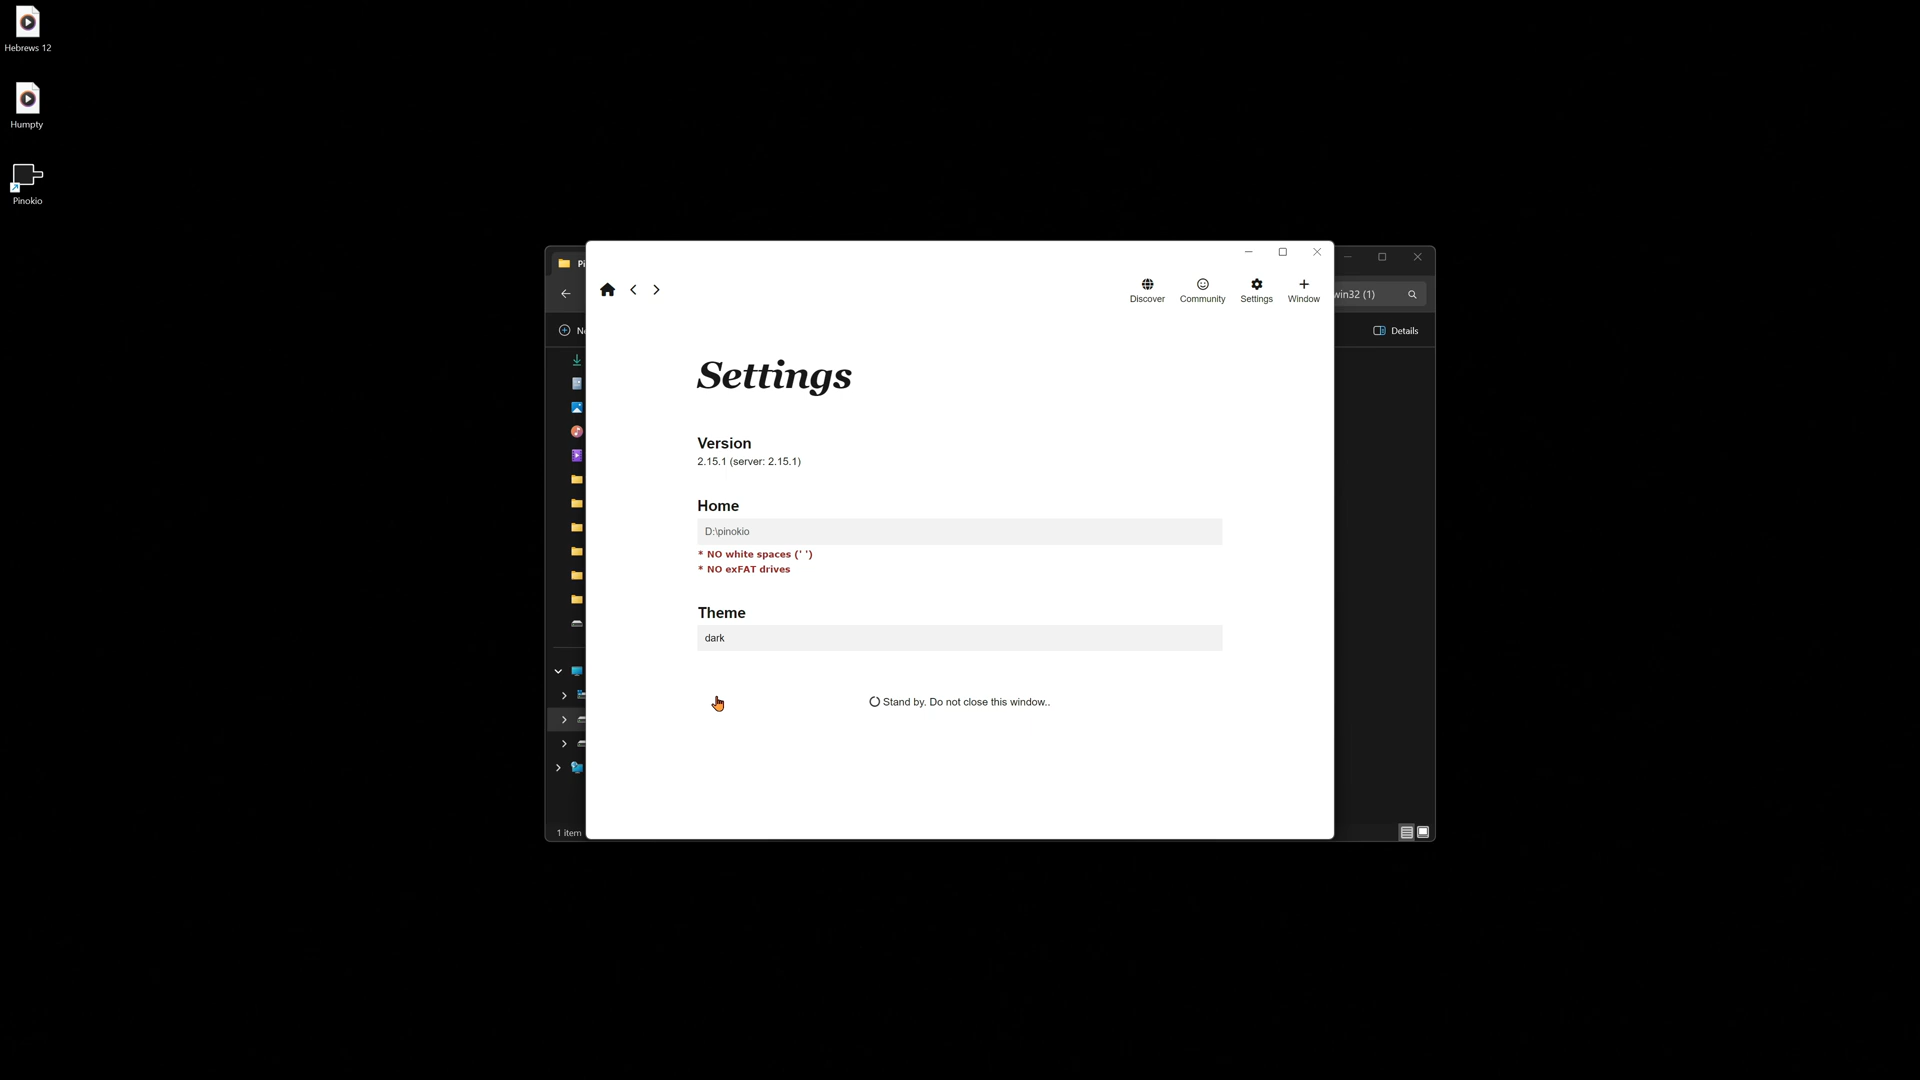 Hebrews 12
Humpty
Pinokio
Pi
win32 (1)
Discover
Community
Settings
Window
Details
Settings
Version
2.15.1 (server: 2.15.1)
Home
D:\pinokio
* NO white spaces (' ')
* NO exFAT drives
Theme
dark
Stand by. Do not close this window..
1 item